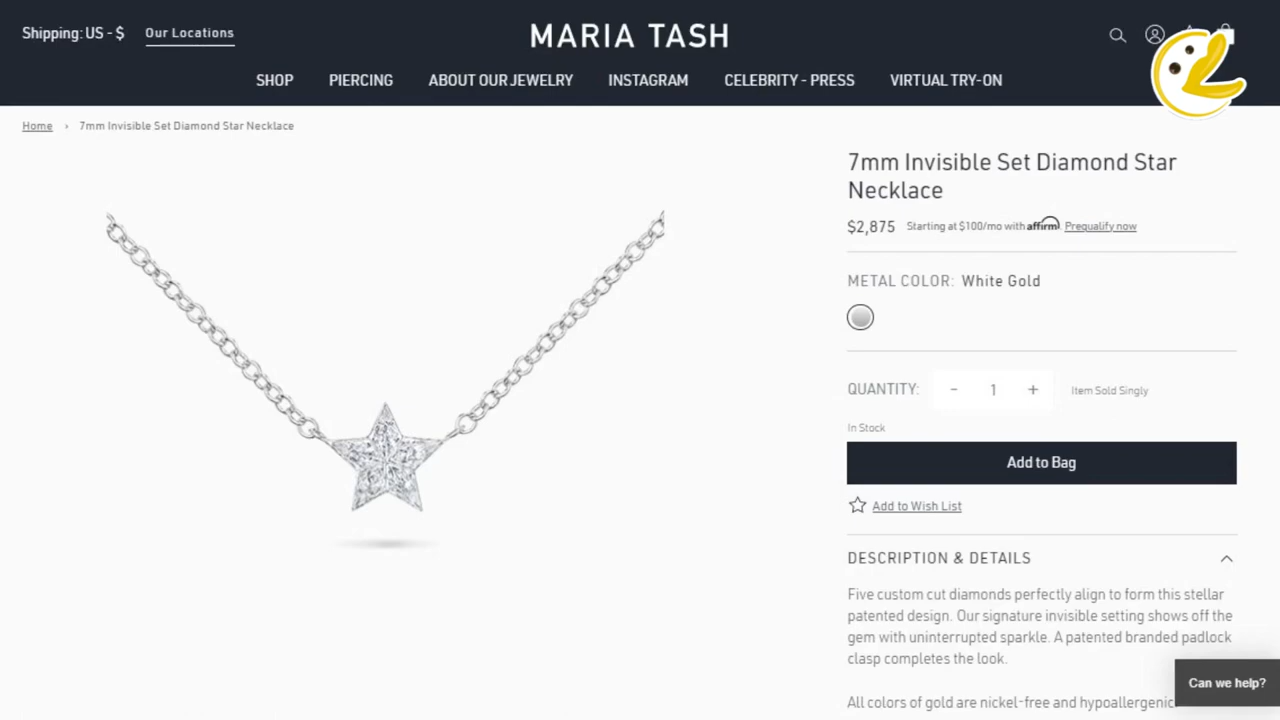 Shipping: US - $
Our Locations
MARIA TASH
SHOP
PIERCING
ABOUT OUR JEWELRY
INSTAGRAM
CELEBRITY - PRESS
VIRTUAL TRY-ON
Home › 7mm Invisible Set Diamond Star Necklace
7mm Invisible Set Diamond Star
Necklace
$2,875 Starting at $100/mo with affirm. Prequalify now
METAL COLOR: White Gold
QUANTITY: - 1 + Item Sold Singly
In Stock
Add to Bag
Add to Wish List
DESCRIPTION & DETAILS
Five custom cut diamonds perfectly align to form this stellar
patented design. Our signature invisible setting shows off the
gem with uninterrupted sparkle. A patented branded padlock
clasp completes the look.
All colors of gold are nickel-free and hypoallergenic
Can we help?